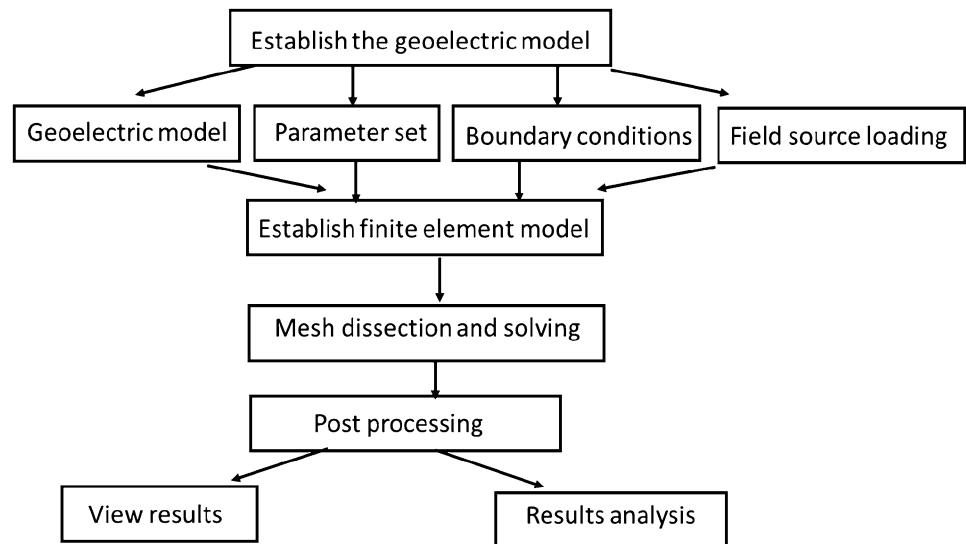 Establish the geoelectric model
Geoelectric model
Parameter set
Boundary conditions
Field source loading
Establish finite element model
Mesh dissection and solving
Post processing
View results
Results analysis